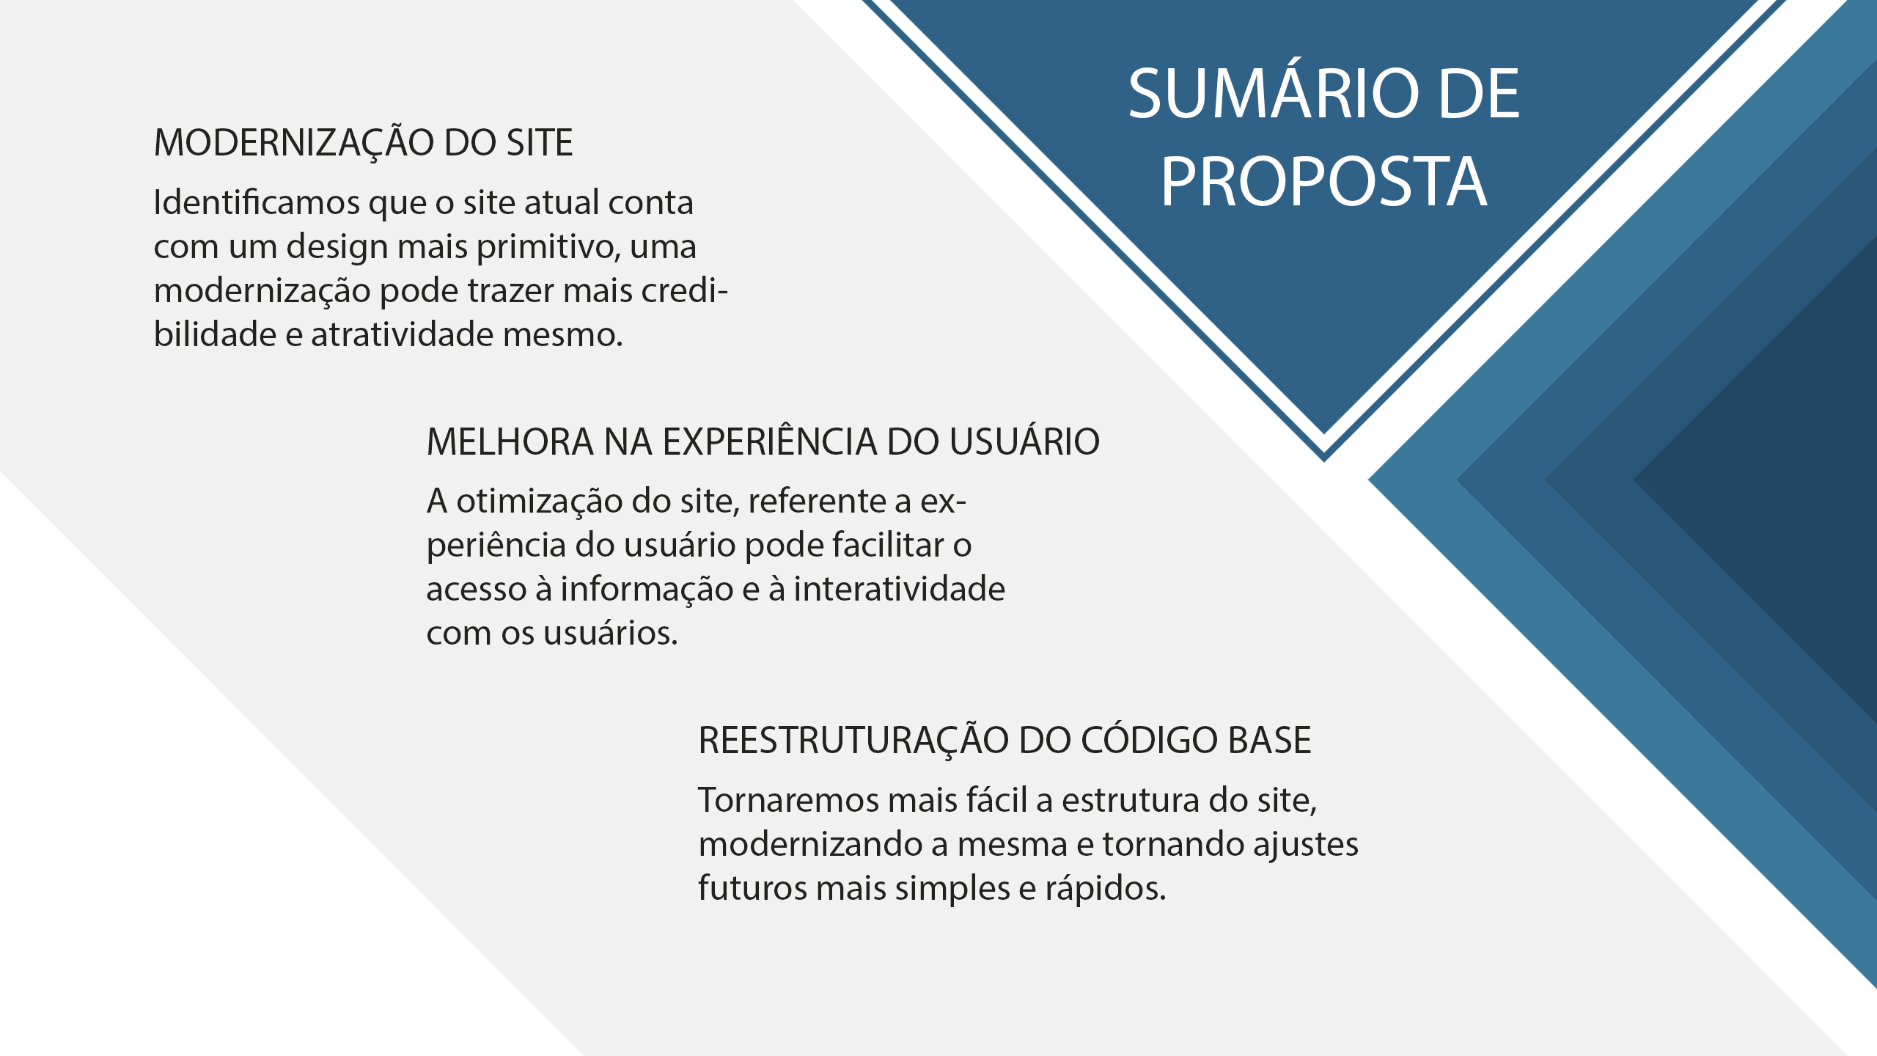 SUMÁRIO DE
PROPOSTA
MODERNIZAÇÃO DO SITE
Identificamos que o site atual conta
com um design mais primitivo, uma
modernização pode trazer mais credi-
bilidade e atratividade mesmo.
MELHORA NA EXPERIÊNCIA DO USUÁRIO
A otimização do site, referente a ex-
periência do usuário pode facilitar o
acesso à informação e à interatividade
com os usuários.
REESTRUTURAÇÃO DO CÓDIGO BASE
Tornaremos mais fácil a estrutura do site,
modernizando a mesma e tornando ajustes
futuros mais simples e rápidos.